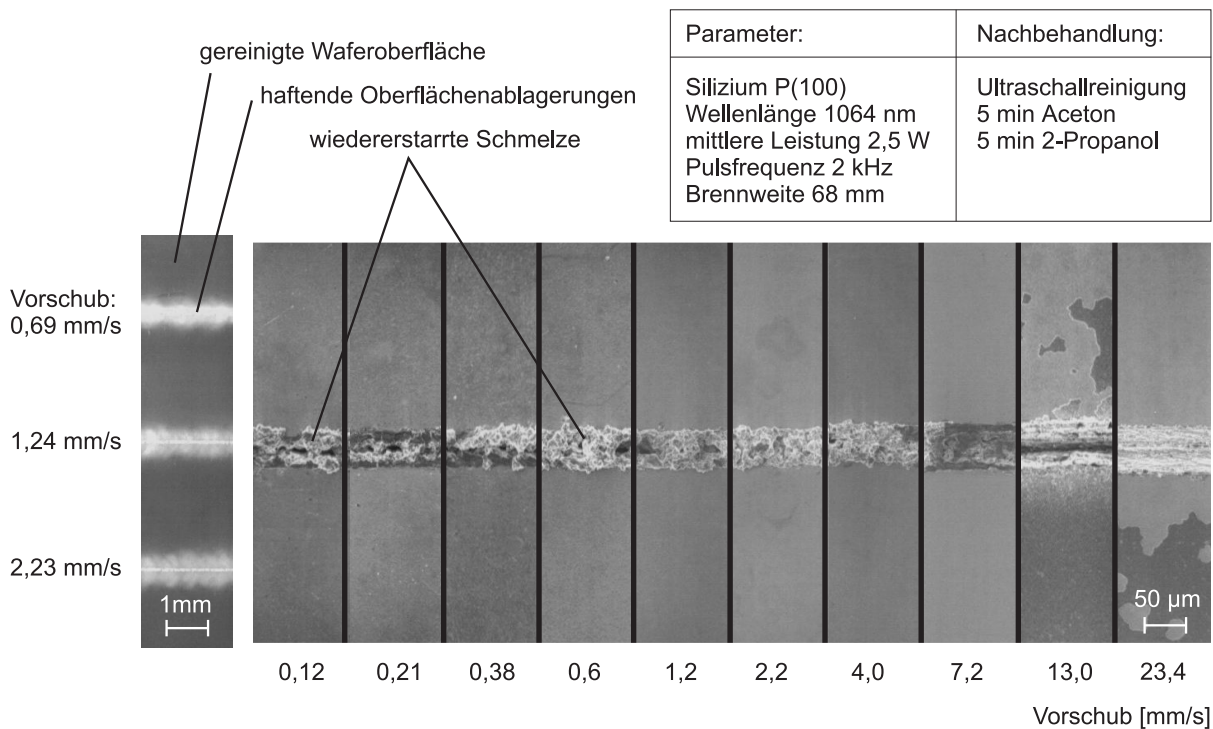 gereinigte Waferoberfläche
haftende Oberflächenablagerungen
wiedererstarrte Schmelze
Parameter:
Silizium P(100)
Wellenlänge 1064 nm
mittlere Leistung 2,5 W
Pulsfrequenz 2 kHz
Brennweite 68 mm
Nachbehandlung:
Ultraschallreinigung
5 min Aceton
5 min 2-Propanol
Vorschub:
0,69 mm/s
1,24 mm/s
2,23 mm/s
1mm
50 µm
0,12 0,21 0,38 0,6 1,2 2,2 4,0 7,2 13,0 23,4
Vorschub [mm/s]